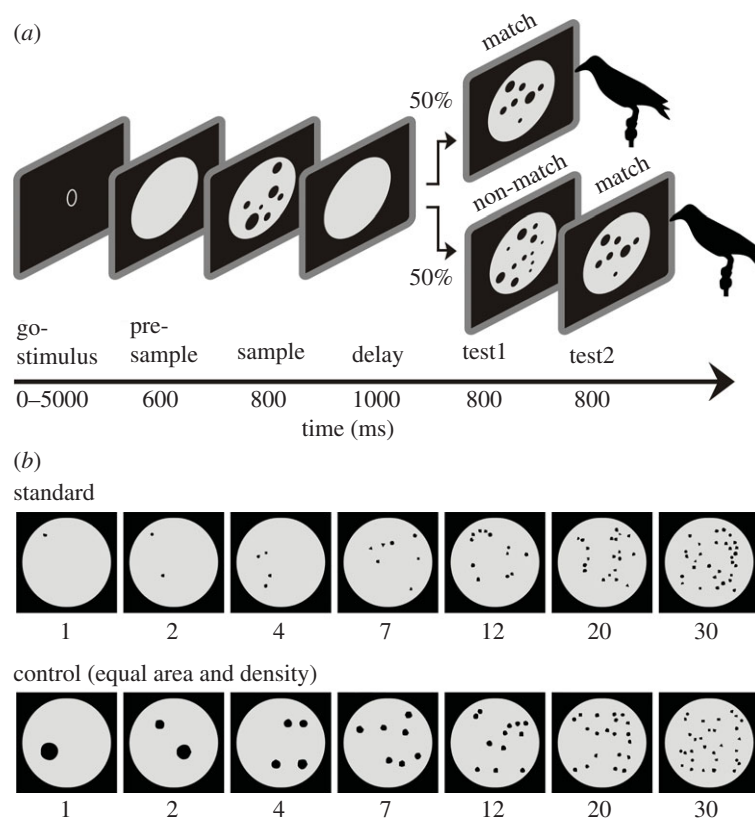 (a)
match
50%
non-match
match
50%
go-
stimulus
pre-
sample
sample
delay
test1
test2
0–5000
600
800
1000
800
800
time (ms)
(b)
standard
1 2 4 7 12 20 30
control (equal area and density)
1 2 4 7 12 20 30